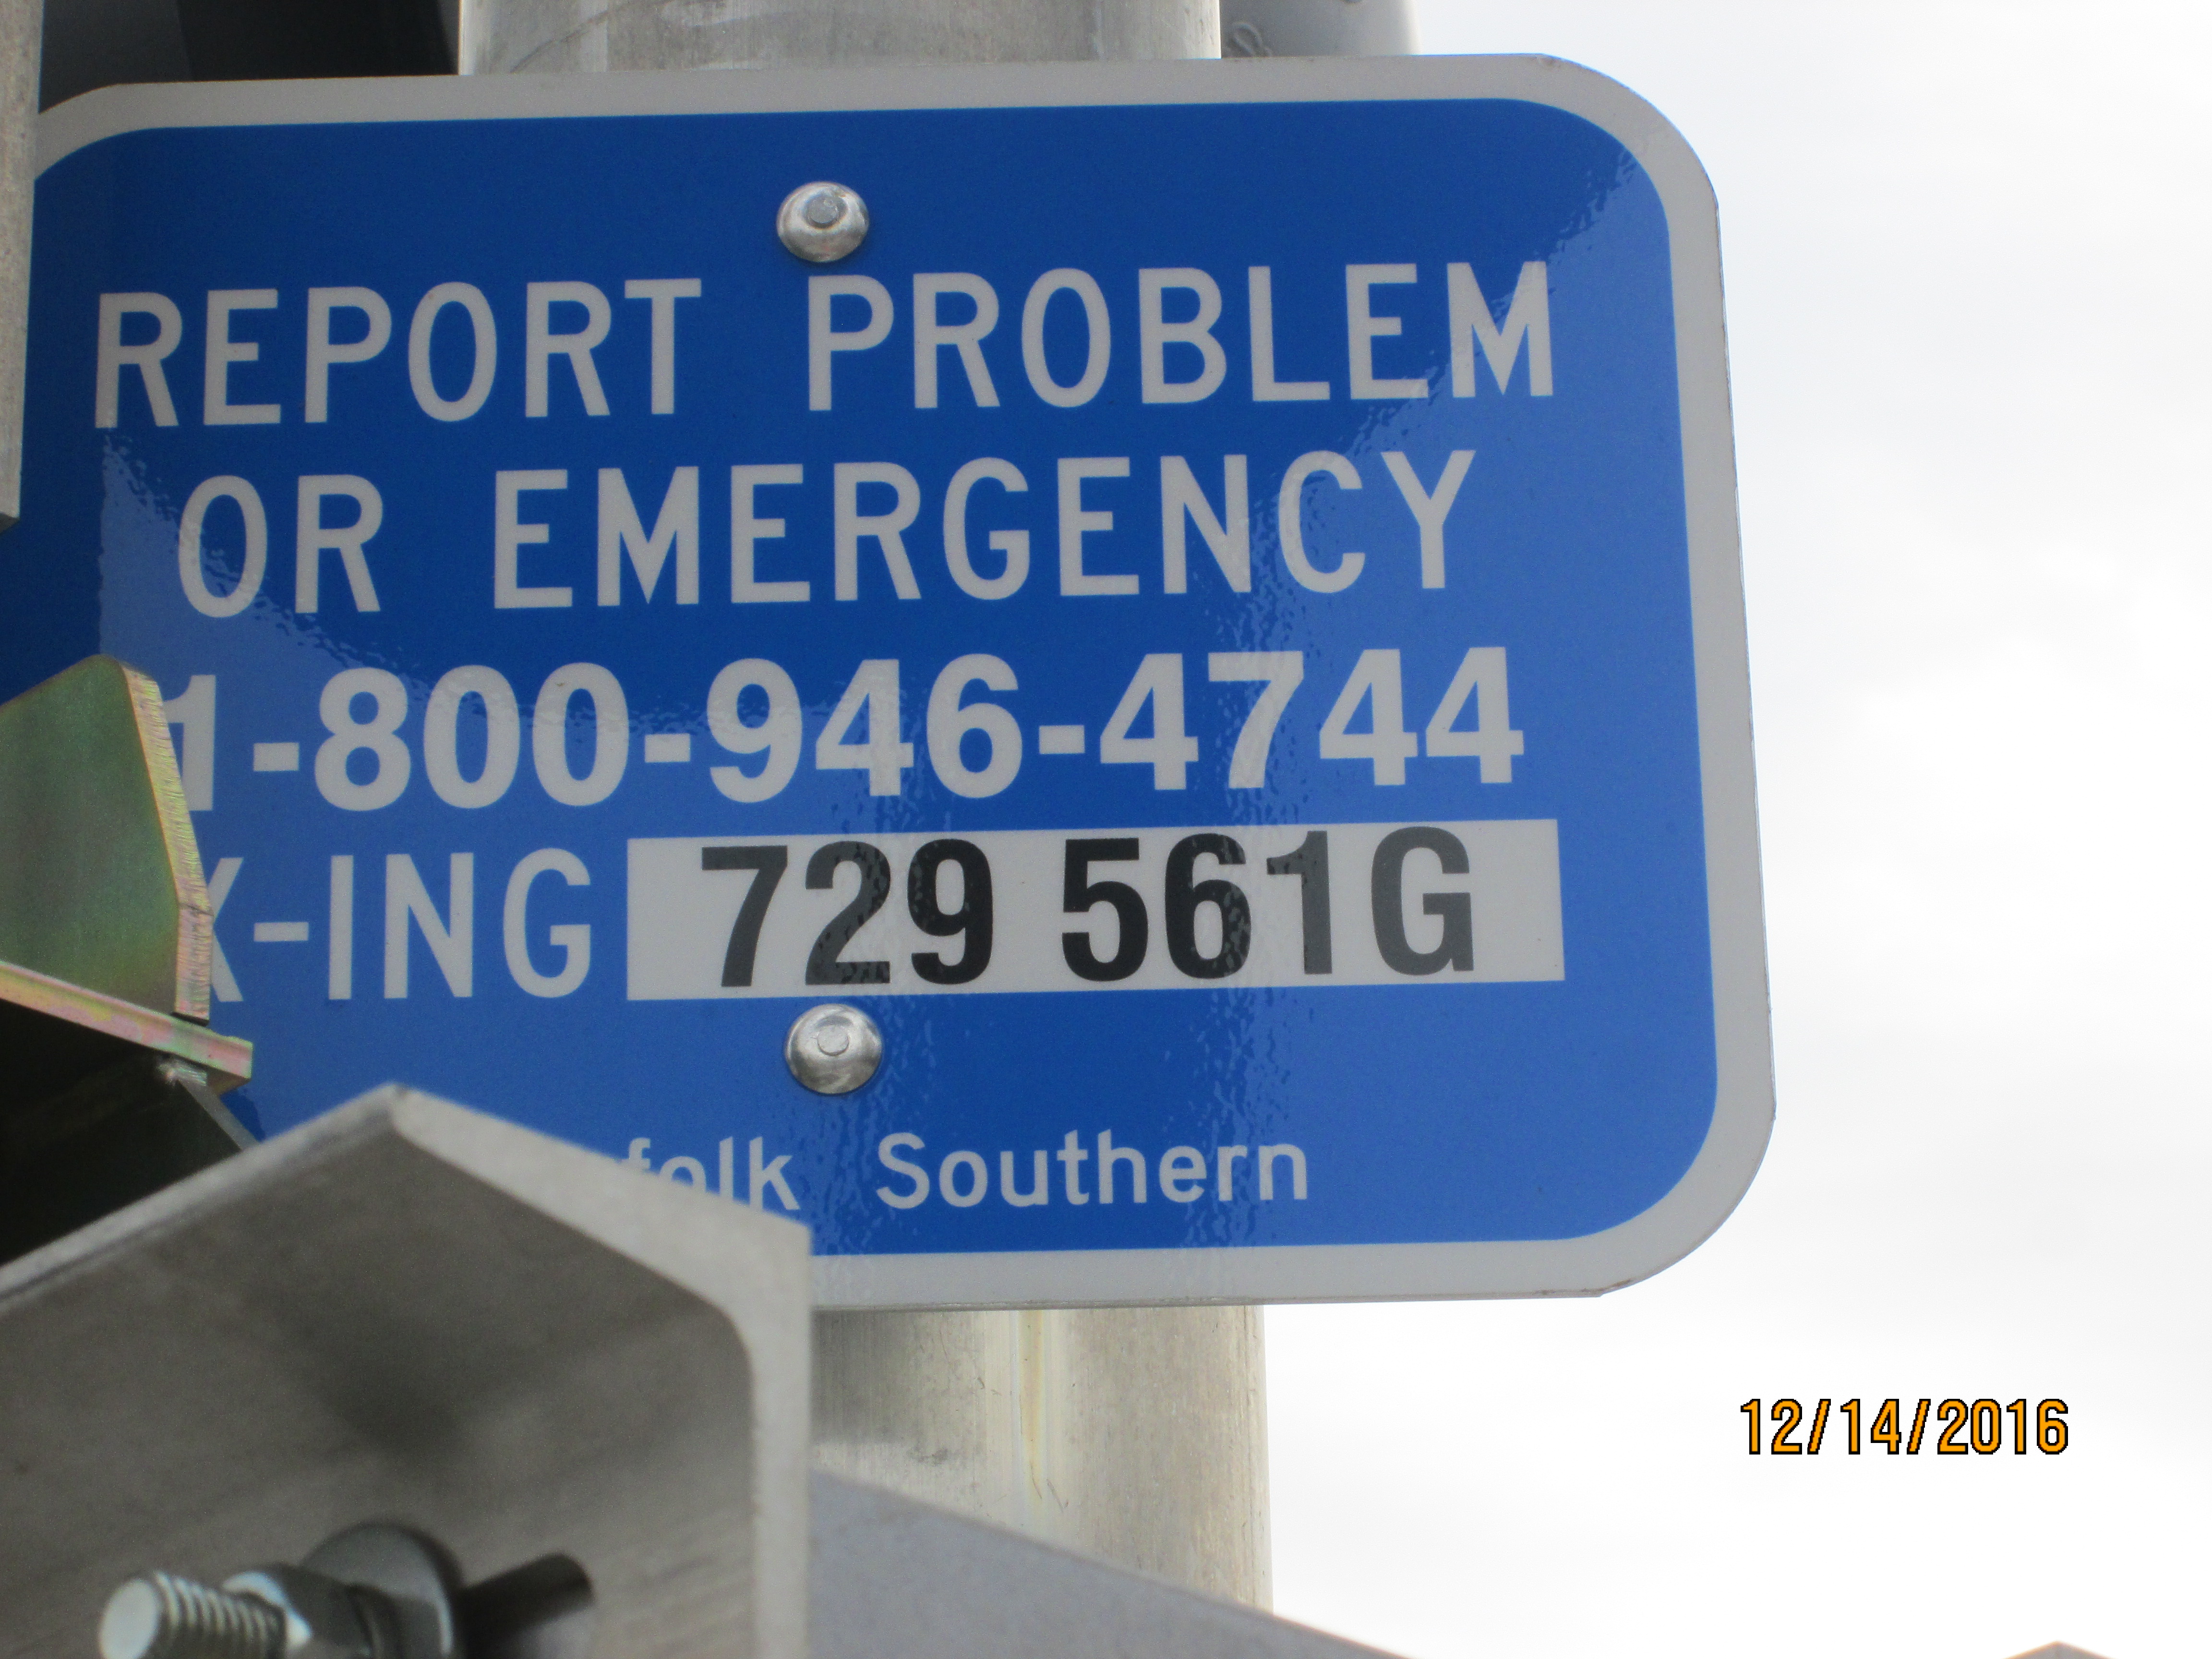 REPORT PROBLEM
OR EMERGENCY
1-800-946-4744
X-ING 729 561G
folk Southern
12/14/2016